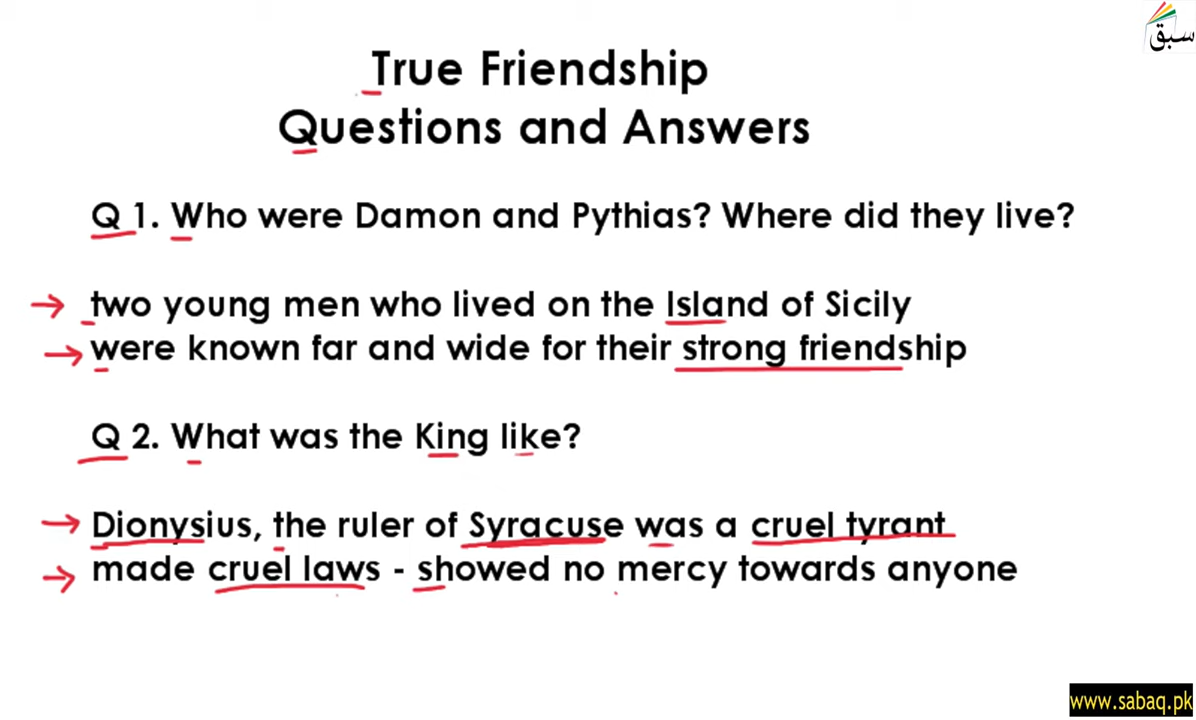 سبق
True Friendship
Questions and Answers
Q 1. Who were Damon and Pythias? Where did they live?
→ two young men who lived on the Island of Sicily
→ were known far and wide for their strong friendship
Q 2. What was the King like?
→ Dionysius, the ruler of Syracuse was a cruel tyrant
→ made cruel laws - showed no mercy towards anyone
www.sabaq.pk